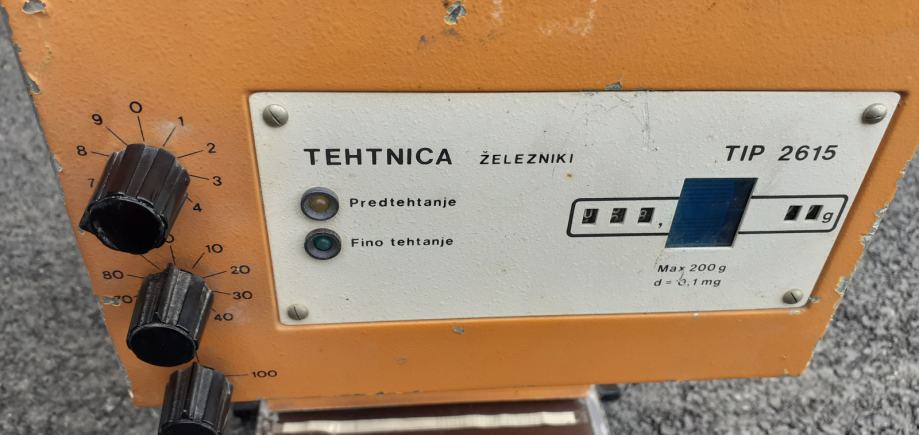 TEHTNICA ŽELEZNIKI
TIP 2615
Predtehtanje
Fino tehtanje
g
Max 200 g
d = 0,1 mg
0
1
2
3
4
7
8
9
10
20
30
40
70
80
100